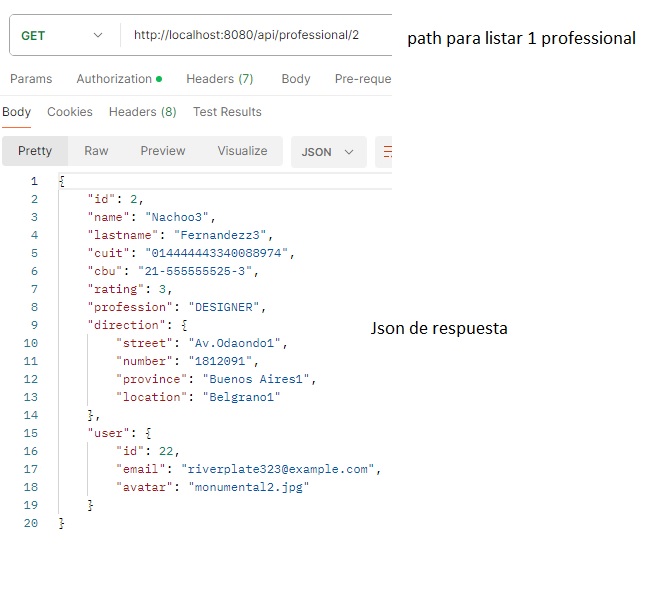 GET http://localhost:8080/api/professional/2
path para listar 1 professional
Params Authorization Headers (7) Body Pre-reque
Body Cookies Headers (8) Test Results
Pretty Raw Preview Visualize JSON
1 {
2 "id": 2,
3 "name": "Nachoo3",
4 "lastname": "Fernandezz3",
5 "cuit": "014444443340088974",
6 "cbu": "21-555555525-3",
7 "rating": 3,
8 "profession": "DESIGNER",
9 "direction": {
Json de respuesta
10 "street": "Av.Odaondo1",
11 "number": "1812091",
12 "province": "Buenos Aires1",
13 "location": "Belgrano1"
14 },
15 "user": {
16 "id": 22,
17 "email": "riverplate323@example.com",
18 "avatar": "monumental2.jpg"
19 }
20 }